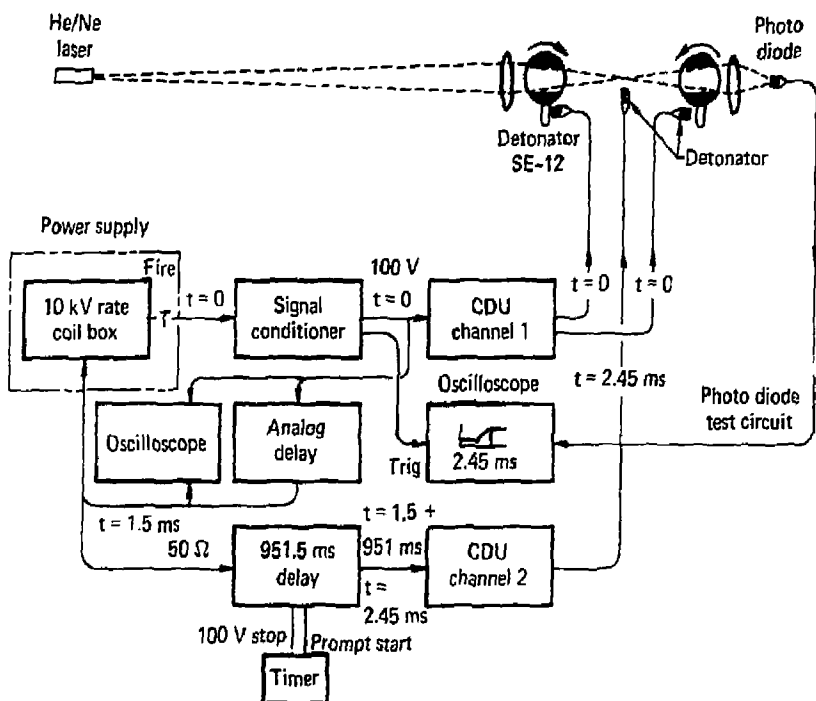 He/Ne
laser
Photo
diode
Detonator
SE-12
Detonator
Power supply
Fire
10 kV rate
coil box
T
t = 0
Signal
conditioner
100 V
t = 0
CDU
channel 1
t = 0
t = 0
t = 2.45 ms
Oscilloscope
Analog
delay
Oscilloscope
2.45 ms
Trig
Photo diode
test circuit
t = 1.5 ms
50 Ω
951.5 ms
delay
t = 1.5 +
951 ms
t =
2.45 ms
CDU
channel 2
100 V stop
Prompt start
Timer